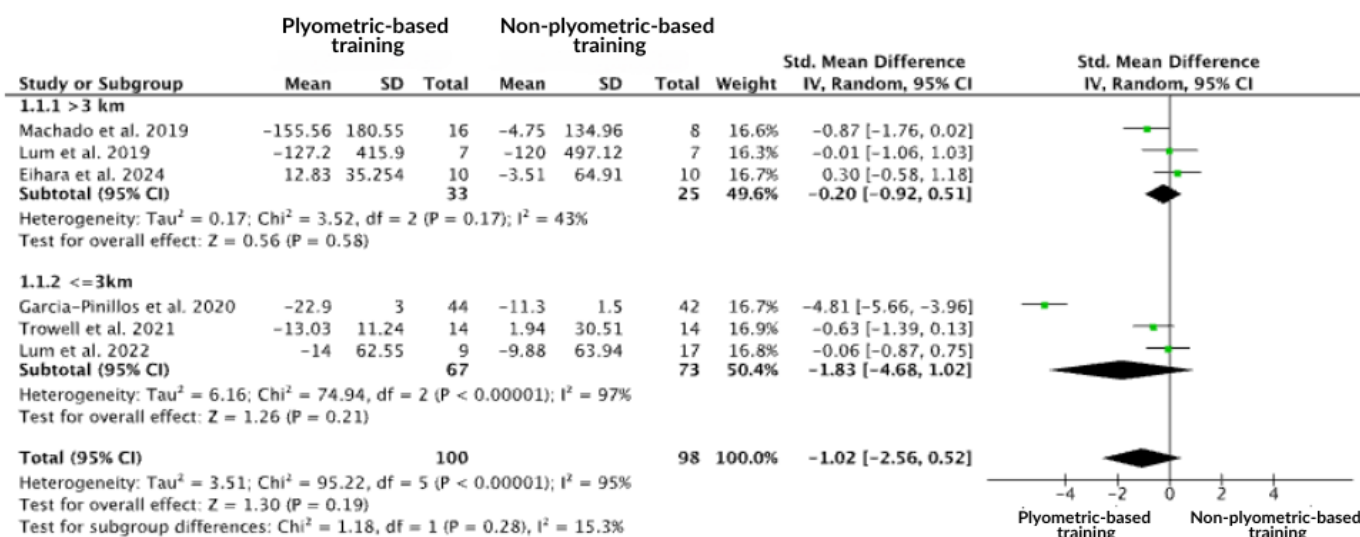 Plyometric-based training Non-plyometric-based training
Std. Mean Difference Std. Mean Difference
Study or Subgroup Mean SD Total Mean SD Total Weight IV, Random, 95% CI IV, Random, 95% CI
1.1.1 >3 km
Machado et al. 2019 −155.56 180.55 16 −4.75 134.96 8 16.6% −0.87 [−1.76, 0.02]
Lum et al. 2019 −127.2 415.9 7 −120 497.12 7 16.3% −0.01 [−1.06, 1.03]
Eihara et al. 2024 12.83 35.254 10 −3.51 64.91 10 16.7% 0.30 [−0.58, 1.18]
Subtotal (95% CI) 33 25 49.6% −0.20 [−0.92, 0.51]
Heterogeneity: Tau² = 0.17; Chi² = 3.52, df = 2 (P = 0.17); I² = 43%
Test for overall effect: Z = 0.56 (P = 0.58)
1.1.2 <=3km
Garcia-Pinillos et al. 2020 −22.9 3 44 −11.3 1.5 42 16.7% −4.81 [−5.66, −3.96]
Trowell et al. 2021 −13.03 11.24 14 1.94 30.51 14 16.9% −0.63 [−1.39, 0.13]
Lum et al. 2022 −14 62.55 9 −9.88 63.94 17 16.8% −0.06 [−0.87, 0.75]
Subtotal (95% CI) 67 73 50.4% −1.83 [−4.68, 1.02]
Heterogeneity: Tau² = 6.16; Chi² = 74.94, df = 2 (P < 0.00001); I² = 97%
Test for overall effect: Z = 1.26 (P = 0.21)
Total (95% CI) 100 98 100.0% −1.02 [−2.56, 0.52]
Heterogeneity: Tau² = 3.51; Chi² = 95.22, df = 5 (P < 0.00001); I² = 95%
Test for overall effect: Z = 1.30 (P = 0.19)
Test for subgroup differences: Chi² = 1.18, df = 1 (P = 0.28), I² = 15.3%
−4 −2 0 2 4
Plyometric-based training Non-plyometric-based training